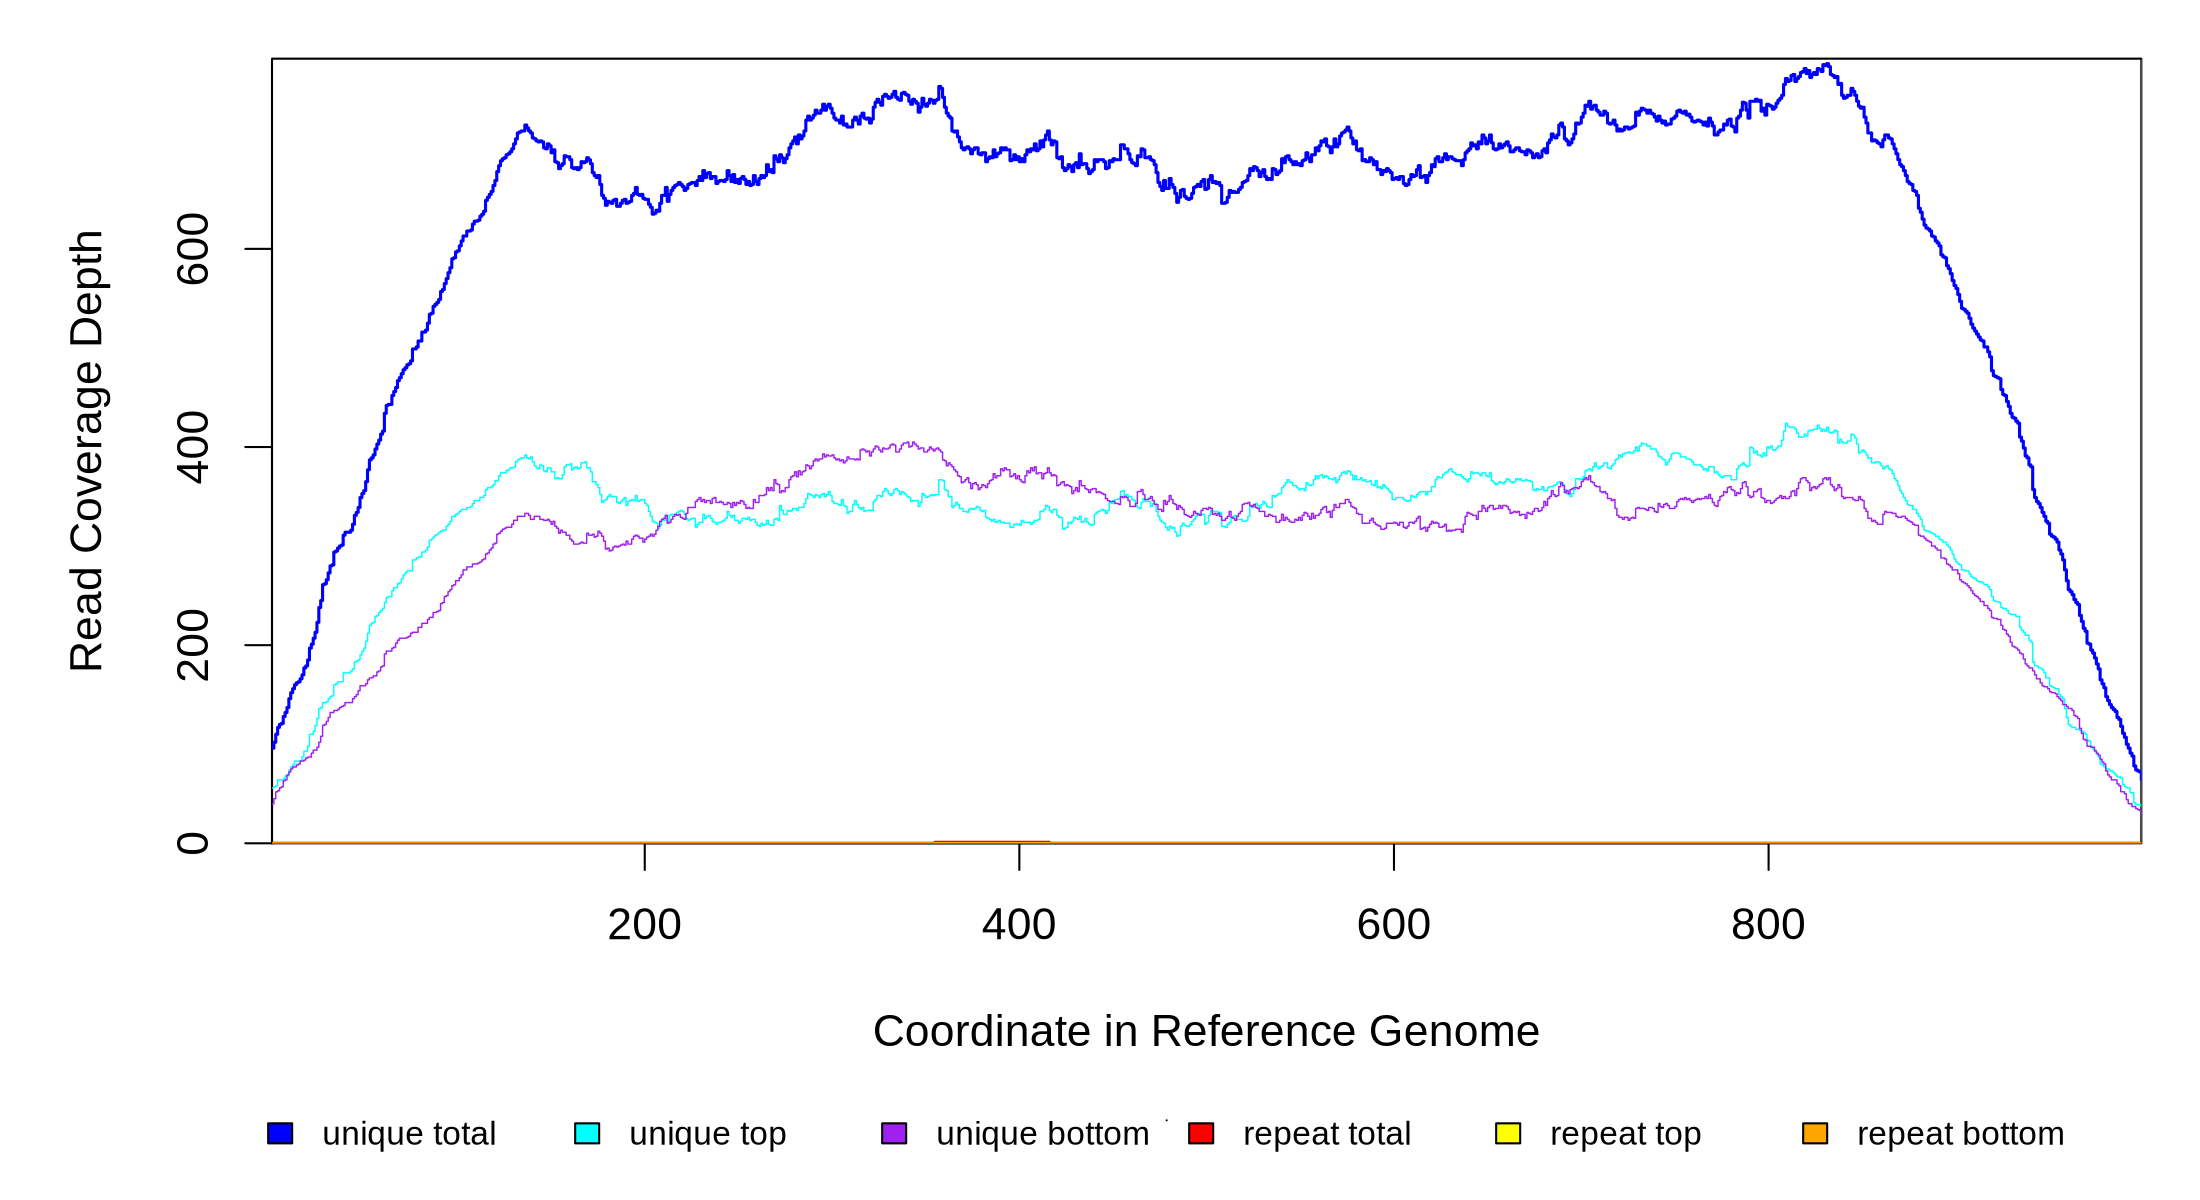 Read Coverage Depth
600
400
200
0
200 400 600 800
Coordinate in Reference Genome
unique total unique top unique bottom repeat total repeat top repeat bottom